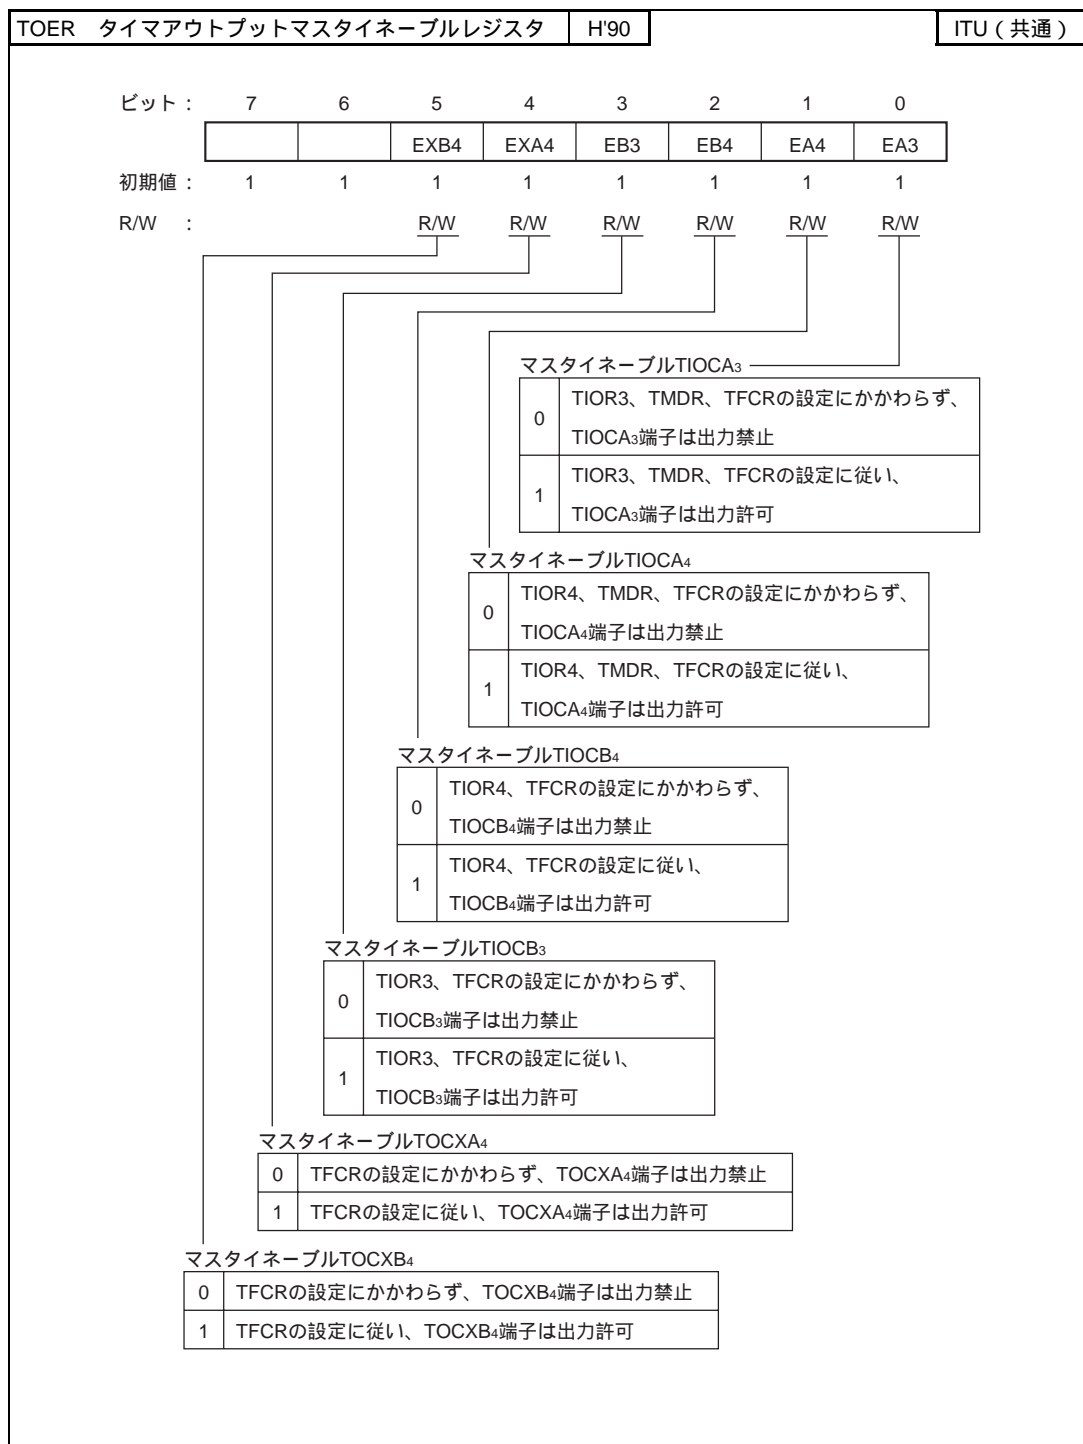 TOER タイマアウトプットマスタイネーブルレジスタ H'90 ITU（共通）
ビット： 7 6 5 4 3 2 1 0
EXB4 EXA4 EB3 EB4 EA4 EA3
初期値： 1 1 1 1 1 1 1 1
R/W ： R/W R/W R/W R/W R/W R/W
マスタイネーブルTIOCA3
0 TIOR3、TMDR、TFCRの設定にかかわらず、
TIOCA3端子は出力禁止
1 TIOR3、TMDR、TFCRの設定に従い、
TIOCA3端子は出力許可
マスタイネーブルTIOCA4
0 TIOR4、TMDR、TFCRの設定にかかわらず、
TIOCA4端子は出力禁止
1 TIOR4、TMDR、TFCRの設定に従い、
TIOCA4端子は出力許可
マスタイネーブルTIOCB4
0 TIOR4、TFCRの設定にかかわらず、
TIOCB4端子は出力禁止
1 TIOR4、TFCRの設定に従い、
TIOCB4端子は出力許可
マスタイネーブルTIOCB3
0 TIOR3、TFCRの設定にかかわらず、
TIOCB3端子は出力禁止
1 TIOR3、TFCRの設定に従い、
TIOCB3端子は出力許可
マスタイネーブルTOCXA4
0 TFCRの設定にかかわらず、TOCXA4端子は出力禁止
1 TFCRの設定に従い、TOCXA4端子は出力許可
マスタイネーブルTOCXB4
0 TFCRの設定にかかわらず、TOCXB4端子は出力禁止
1 TFCRの設定に従い、TOCXB4端子は出力許可